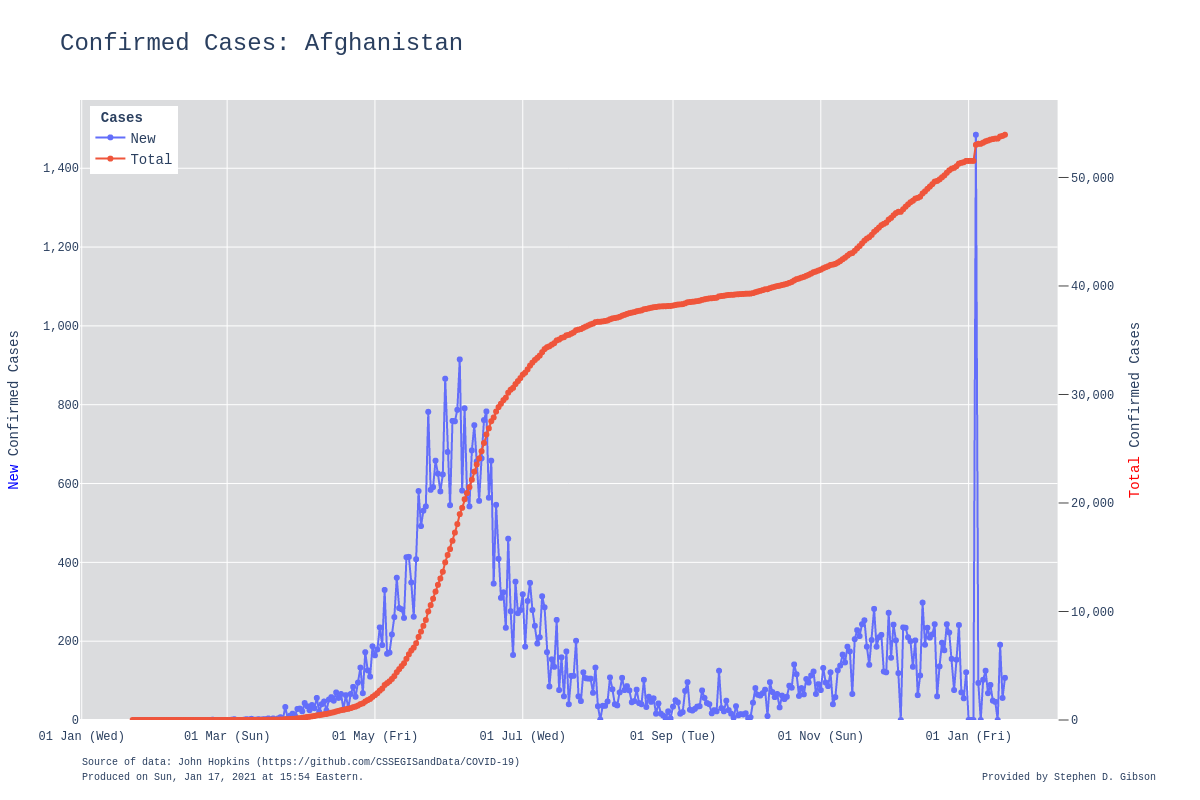 Confirmed Cases: Afghanistan
Cases
New
Total
1,400
1,200
1,000
800
600
400
200
0
New Confirmed Cases
50,000
40,000
30,000
20,000
10,000
0
Total Confirmed Cases
01 Jan (Wed) 01 Mar (Sun) 01 May (Fri) 01 Jul (Wed) 01 Sep (Tue) 01 Nov (Sun) 01 Jan (Fri)
Source of data: John Hopkins (https://github.com/CSSEGISandData/COVID-19)
Produced on Sun, Jan 17, 2021 at 15:54 Eastern.
Provided by Stephen D. Gibson